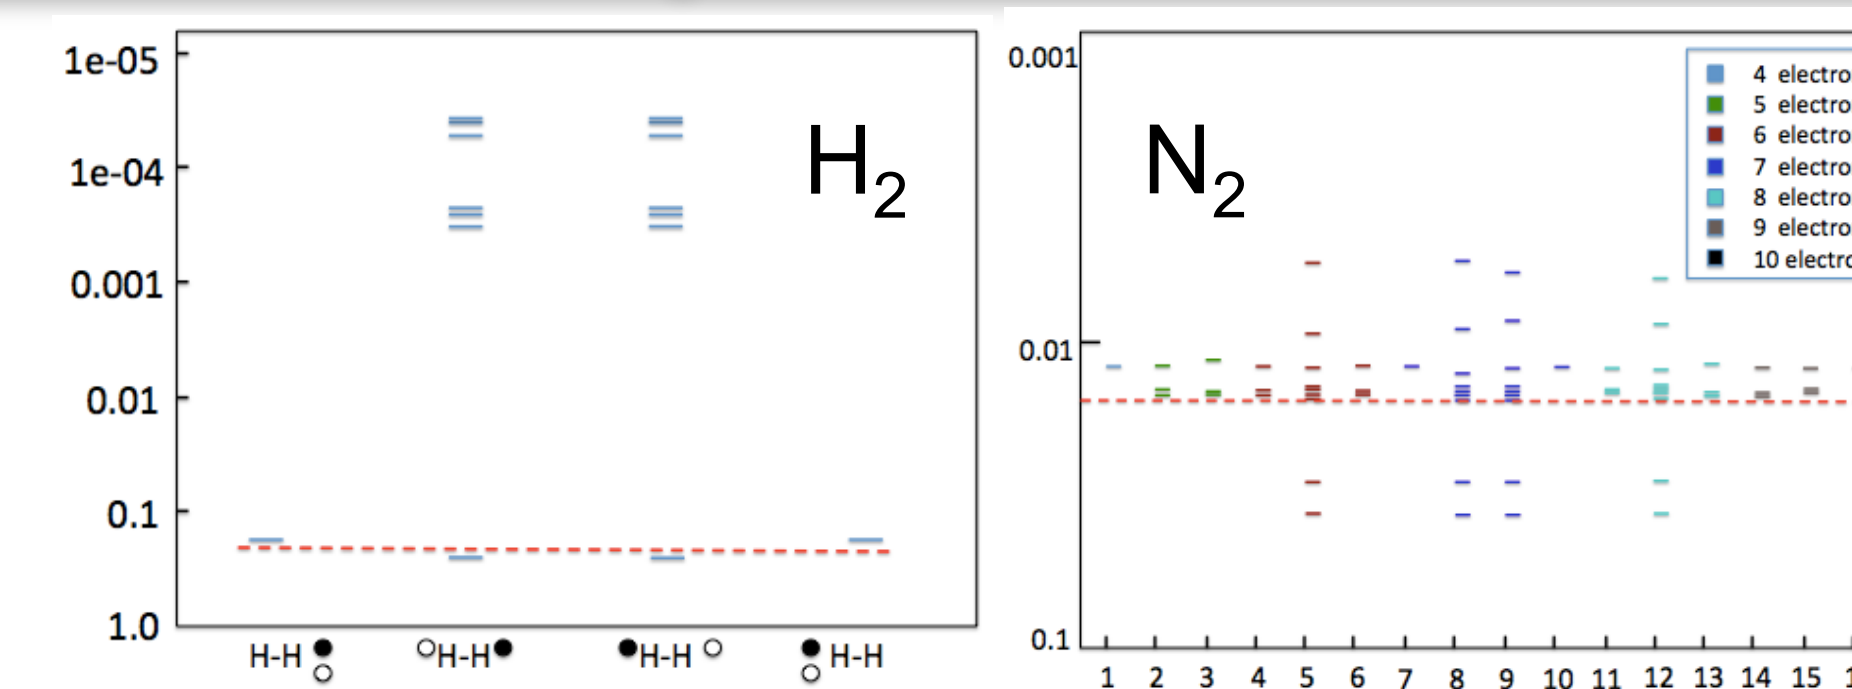 1e-05
1e-04
0.001
0.01
0.1
1.0
H₂
H-H
H-H
H-H
H-H
0.001
0.01
0.1
N₂
4 electro
5 electro
6 electro
7 electro
8 electro
9 electro
10 electro
1 2 3 4 5 6 7 8 9 10 11 12 13 14 15